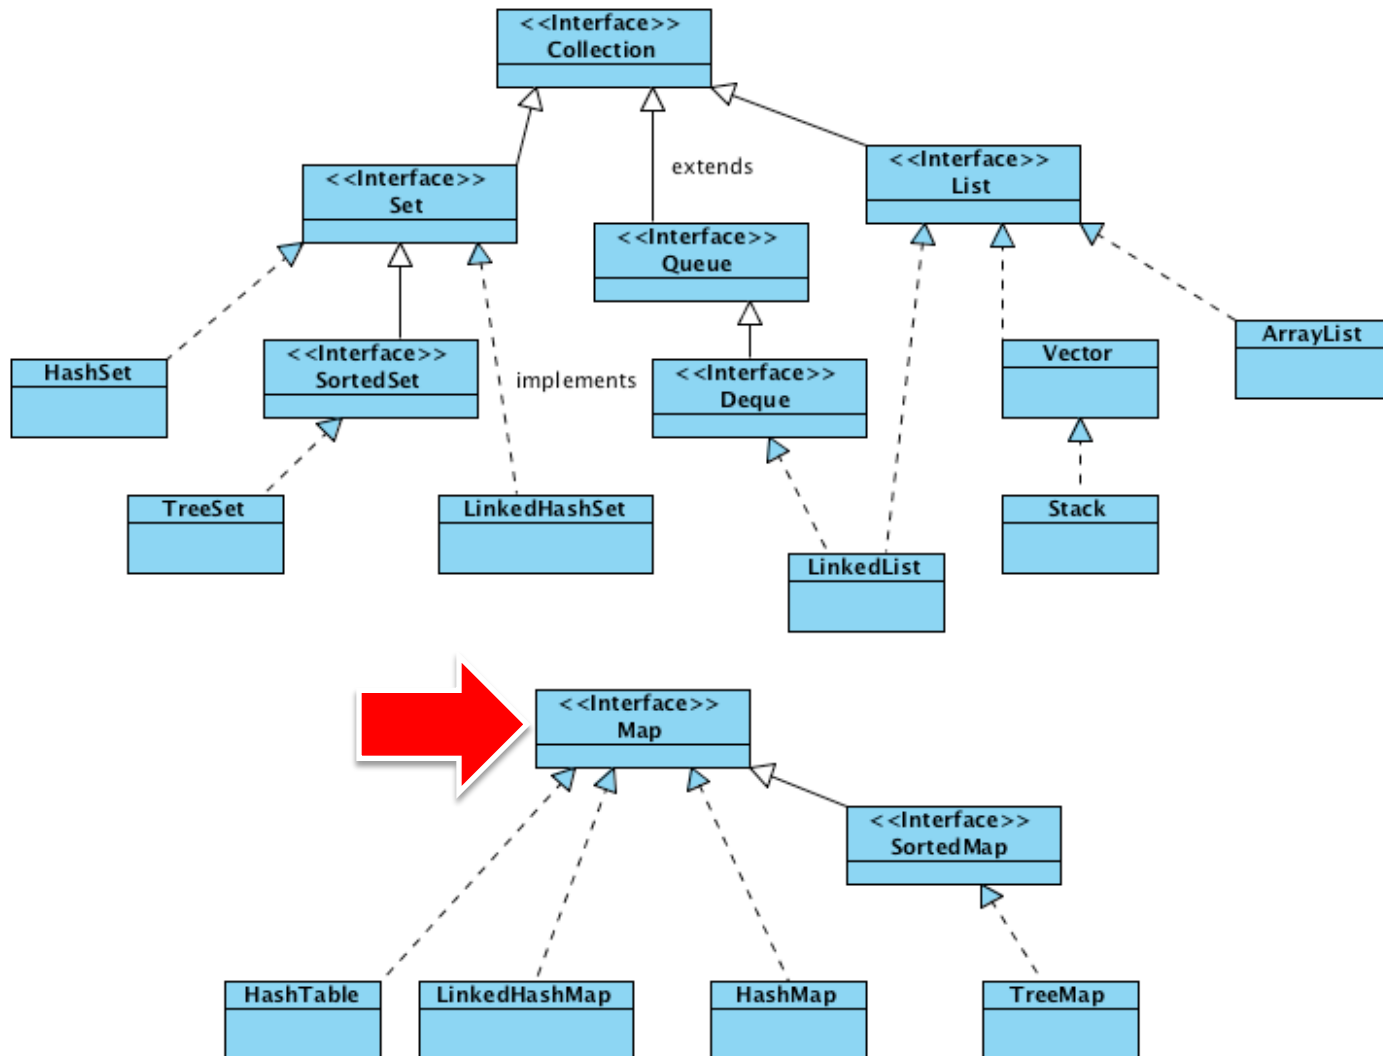 <<Interface>>
Collection
<<Interface>>
Set
extends
<<Interface>>
List
<<Interface>>
Queue
HashSet
<<Interface>>
SortedSet
implements
<<Interface>>
Deque
Vector
ArrayList
TreeSet
LinkedHashSet
LinkedList
Stack
<<Interface>>
Map
<<Interface>>
SortedMap
HashTable
LinkedHashMap
HashMap
TreeMap